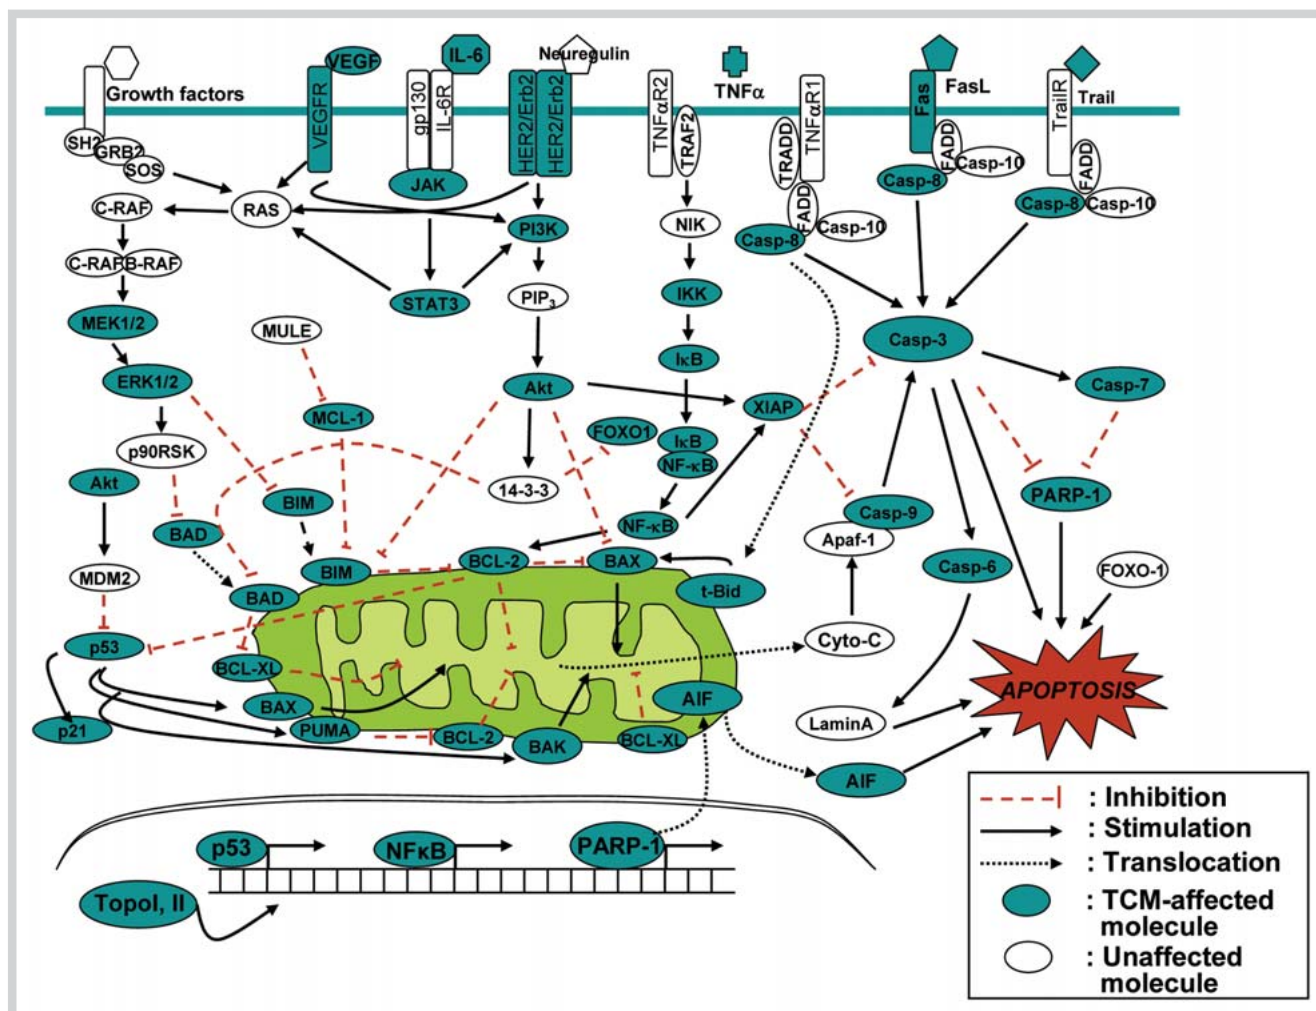 VEGF
IL-6
Neuregulin
TNFα
FasL
Trail
Growth factors
VEGFR
gp130
IL-6R
HER2/Erb2
HER2/Erb2
TNFαR2
TRAF2
TRADD
TNFαR1
Fas
TrailR
SH2
GRB2
SOS
JAK
FADD
Casp-8
Casp-10
FADD
Casp-8
Casp-10
FADD
Casp-8
Casp-10
C-RAF
RAS
PI3K
NIK
C-RAF
B-RAF
STAT3
PIP3
IKK
MEK1/2
MULE
IκB
Casp-3
ERK1/2
MCL-1
Akt
XIAP
Casp-7
FOXO1
IκB
NF-κB
p90RSK
Akt
BIM
14-3-3
PARP-1
BAD
NF-κB
Casp-9
Apaf-1
MDM2
BIM
BCL-2
BAX
t-Bid
Casp-6
FOXO-1
BAD
p53
BCL-XL
Cyto-C
BAX
AIF
APOPTOSIS
p21
PUMA
BCL-2
BAK
BCL-XL
LaminA
AIF
p53
NFκB
PARP-1
TopoI, II
: Inhibition
: Stimulation
: Translocation
: TCM-affected
molecule
: Unaffected
molecule